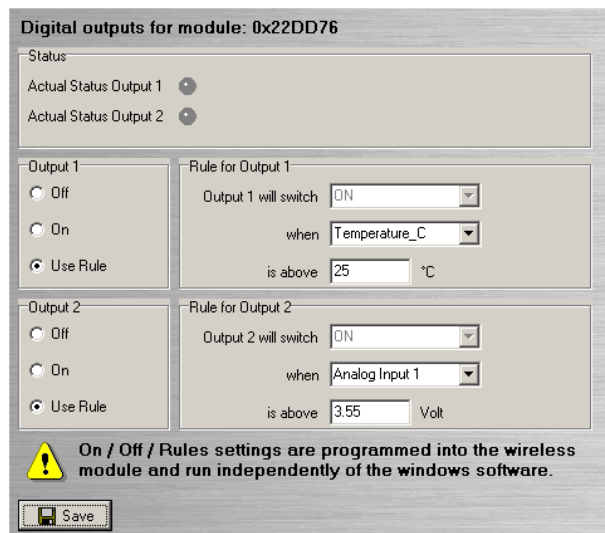 Digital outputs for module: 0x22DD76
Status
Actual Status Output 1
Actual Status Output 2
Output 1
Off
On
Use Rule
Rule for Output 1
Output 1 will switch ON
when Temperature_C
is above 25 °C
Output 2
Off
On
Use Rule
Rule for Output 2
Output 2 will switch ON
when Analog Input 1
is above 3.55 Volt
On / Off / Rules settings are programmed into the wireless
module and run independently of the windows software.
Save